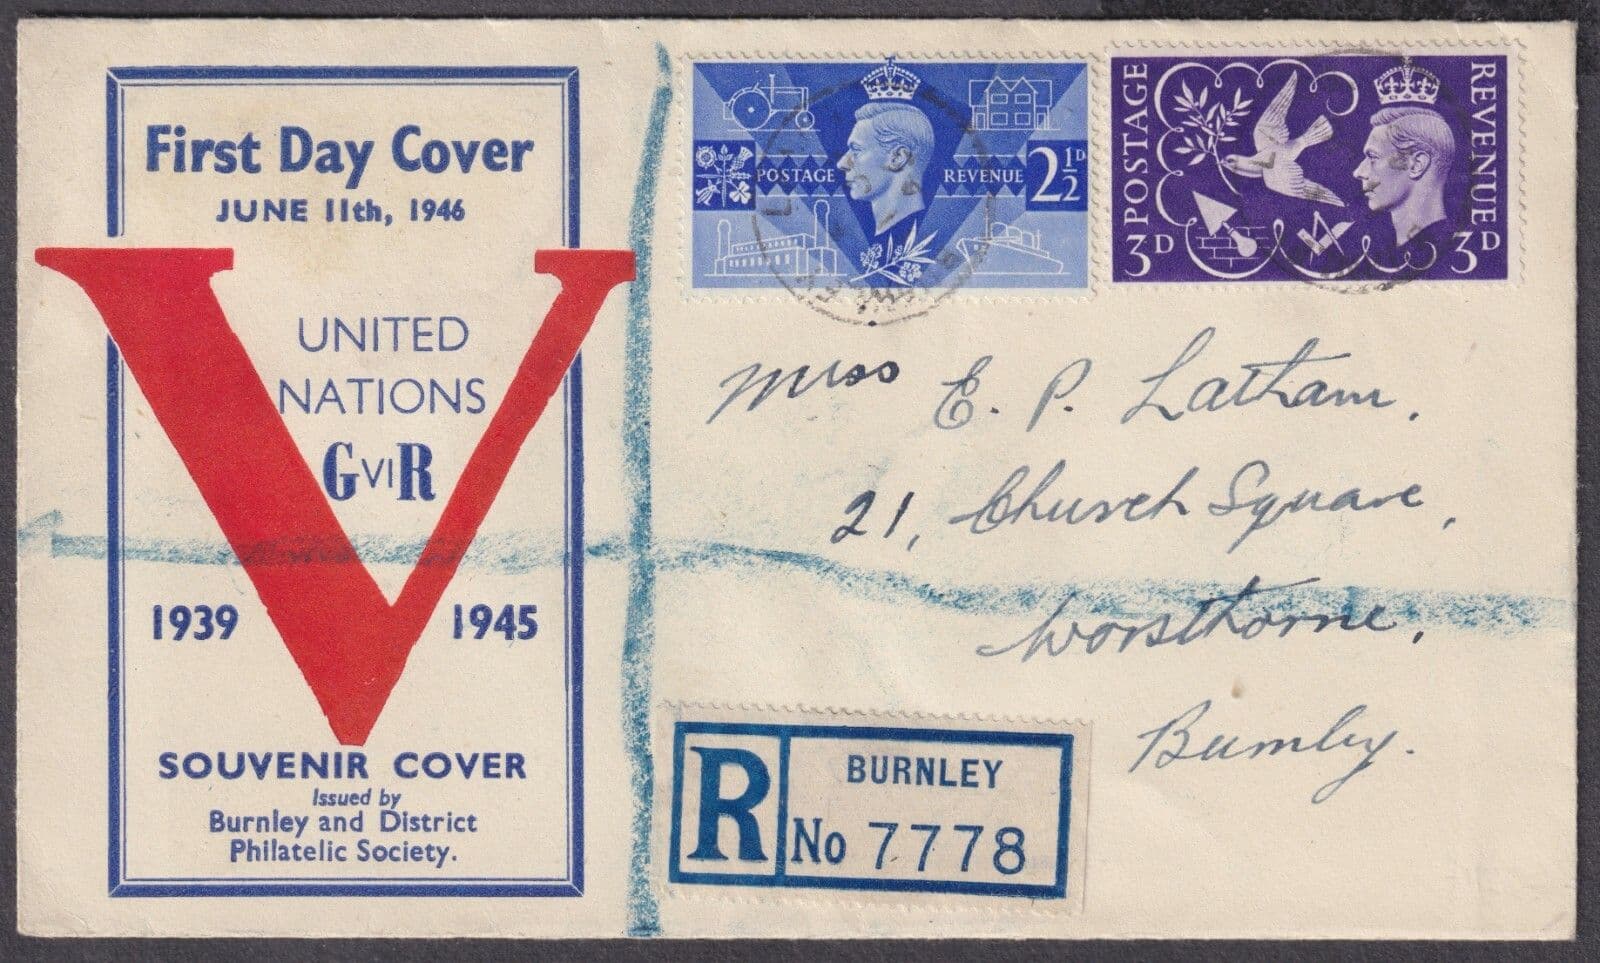 First Day Cover
JUNE 11th, 1946
UNITED
NATIONS
GVIR
1939 1945
V
SOUVENIR COVER
Issued by
Burnley and District
Philatelic Society.
POSTAGE REVENUE 2½D
POSTAGE
3D
REVENUE
3D
Miss E. P. Latham,
21, Church Square,
Worsthorne,
Burnley.
R
BURNLEY
No 7778